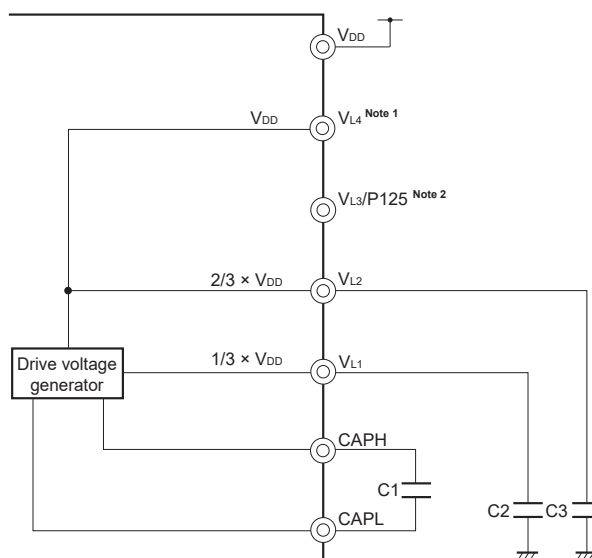 VDD
VDD
VL4 Note 1
VL3/P125 Note 2
2/3 × VDD
VL2
1/3 × VDD
VL1
Drive voltage
generator
CAPH
C1
C2
C3
CAPL